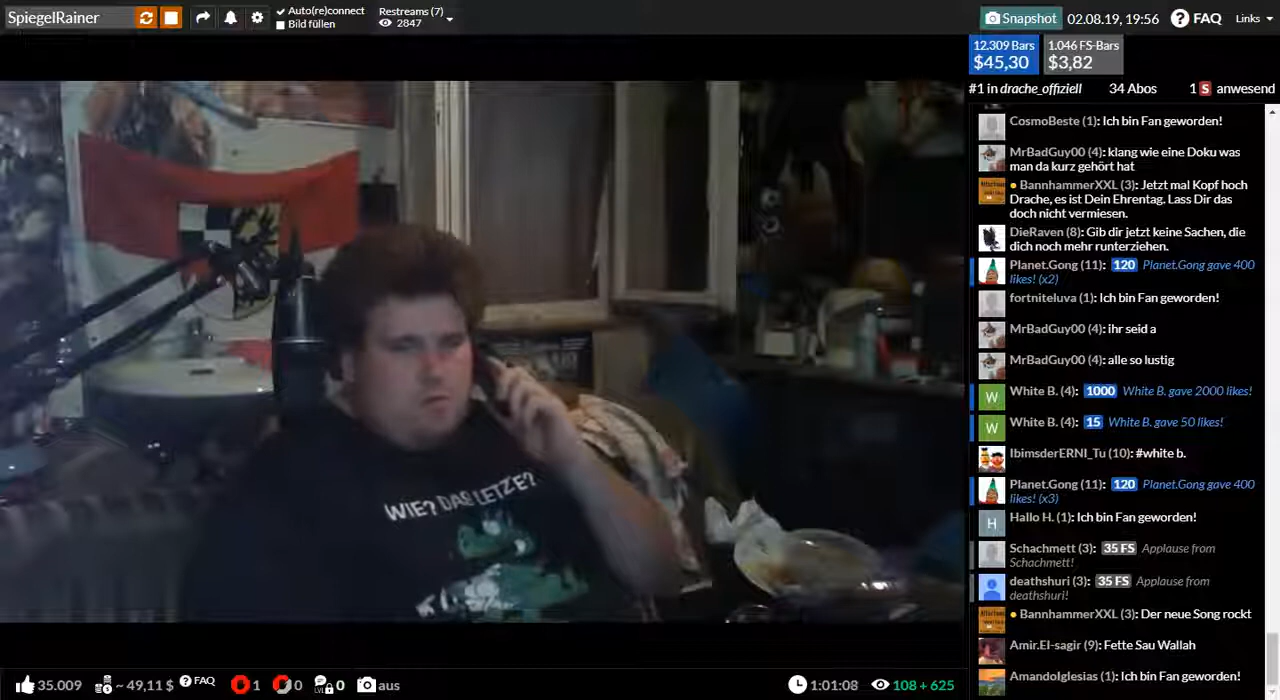 SpiegelRainer
Auto(re)connect
Bild füllen
Restreams (7)
2847
Snapshot
02.08.19, 19:56
FAQ
Links
12.309 Bars
$45,30
1.046 FS-Bars
$3,82
#1 in drache_offiziell
34 Abos
1 S anwesend
CosmoBeste (1): Ich bin Fan geworden!
MrBadGuy00 (4): klang wie eine Doku was
man da kurz gehört hat
BannhammerXXL (3): Jetzt mal Kopf hoch
Drache, es ist Dein Ehrentag. Lass Dir das
doch nicht vermiesen.
DieRaven (8): Gib dir jetzt keine Sachen, die
dich noch mehr runterziehen.
Planet.Gong (11): 120 Planet.Gong gave 400
likes! (x2)
fortniteluva (1): Ich bin Fan geworden!
MrBadGuy00 (4): ihr seid a
MrBadGuy00 (4): alle so lustig
W
White B. (4): 1000 White B. gave 2000 likes!
W
White B. (4): 15 White B. gave 50 likes!
IbimsderERNI_Tu (10): #white b.
Planet.Gong (11): 120 Planet.Gong gave 400
likes! (x3)
H
Hallo H. (1): Ich bin Fan geworden!
Schachmett (3): 35 FS Applause from
Schachmett!
deathshuri (3): 35 FS Applause from
deathshuri!
BannhammerXXL (3): Der neue Song rockt
Amir.El-sagir (9): Fette Sau Wallah
AmandoIglesias (1): Ich bin Fan geworden!
WIE? DAS LETZE?
35.009
~ 49,11 $
FAQ
1
LVL
0
aus
1:01:08
108 + 625